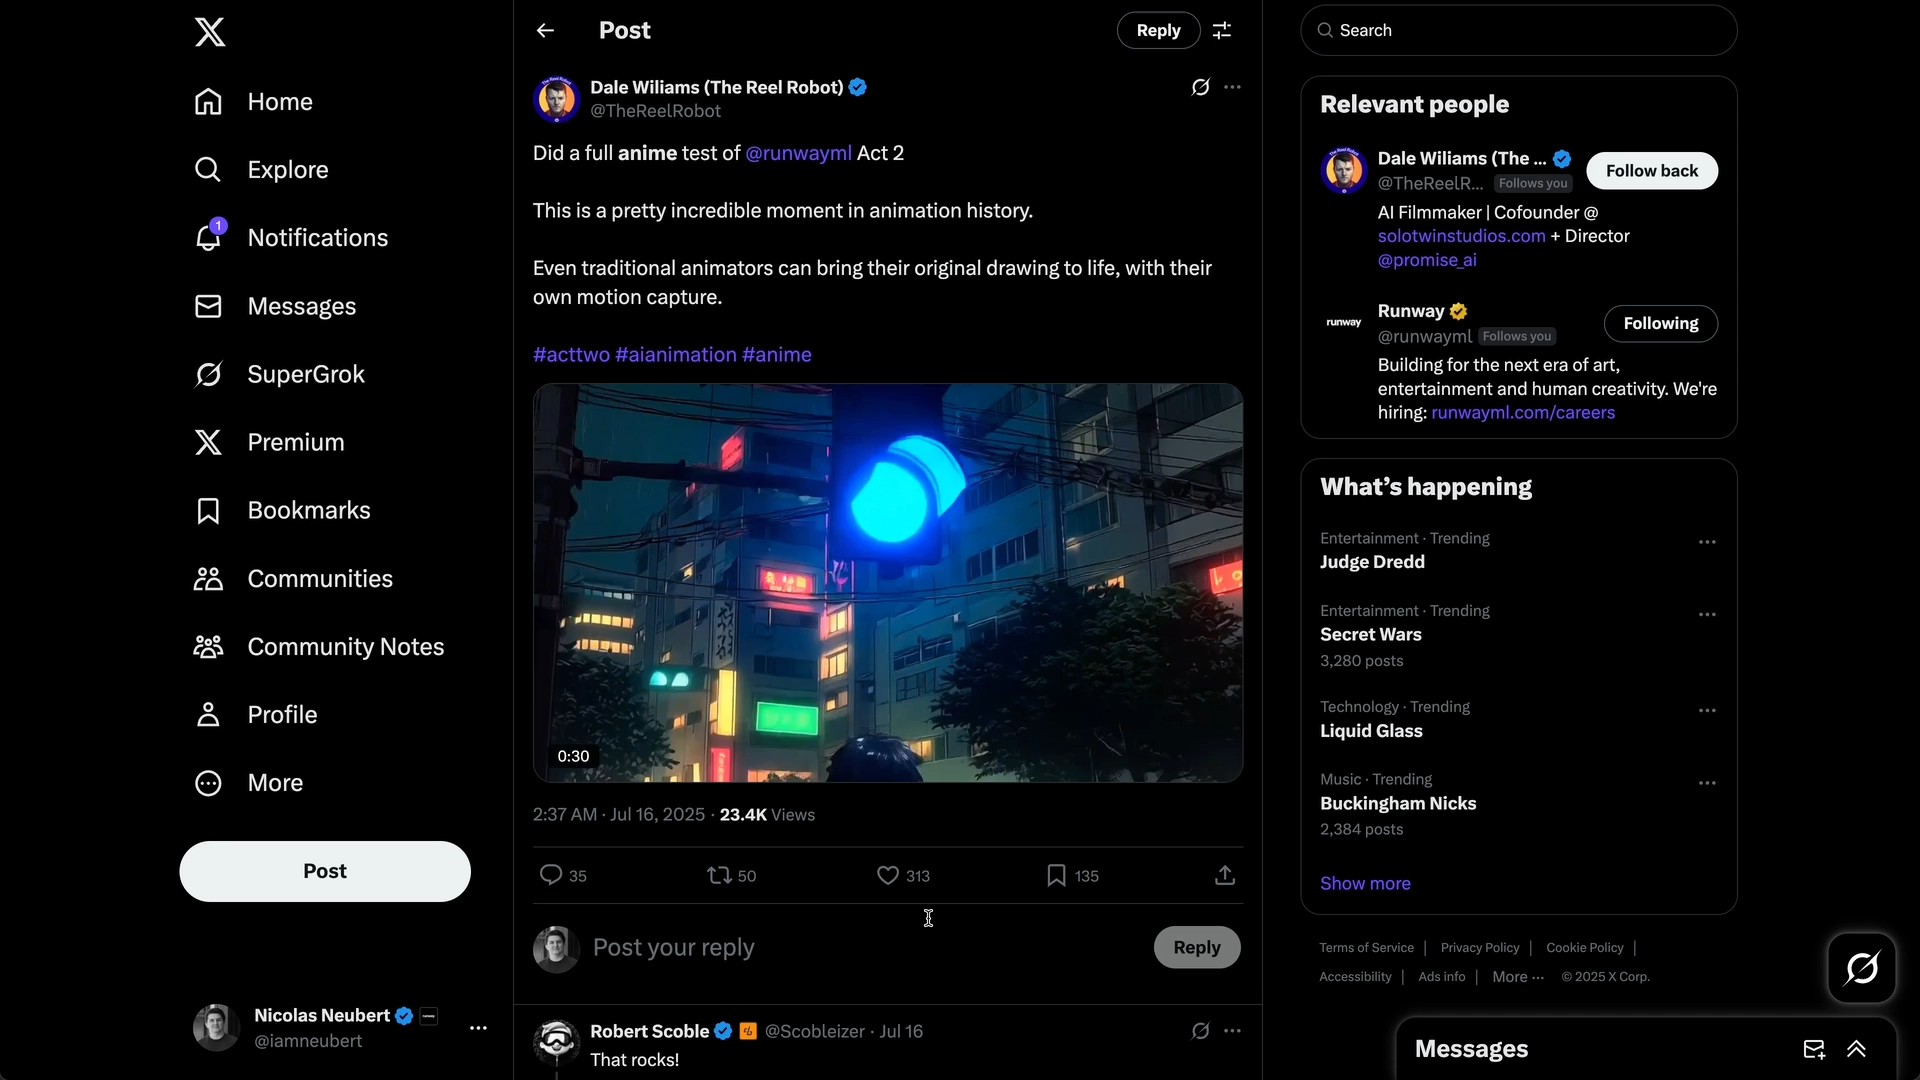 Home
Explore
1
Notifications
Messages
SuperGrok
Premium
Bookmarks
Communities
Community Notes
Profile
More
Post
Nicolas Neubert
@iamneubert
Post
Reply
Dale Wiliams (The Reel Robot)
@TheReelRobot
Did a full anime test of @runwayml Act 2
This is a pretty incredible moment in animation history.
Even traditional animators can bring their original drawing to life, with their
own motion capture.
#acttwo #aianimation #anime
0:30
2:37 AM · Jul 16, 2025 · 23.4K Views
35 50 313 135
Post your reply
Reply
Robert Scoble @Scobleizer · Jul 16
That rocks!
Search
Relevant people
Dale Wiliams (The ...
@TheReelR... Follows you
Follow back
AI Filmmaker | Cofounder @
solotwinstudios.com + Director
@promise_ai
runway
Runway
@runwayml Follows you
Following
Building for the next era of art,
entertainment and human creativity. We're
hiring: runwayml.com/careers
What's happening
Entertainment · Trending
Judge Dredd
Entertainment · Trending
Secret Wars
3,280 posts
Technology · Trending
Liquid Glass
Music · Trending
Buckingham Nicks
2,384 posts
Show more
Terms of Service | Privacy Policy | Cookie Policy |
Accessibility | Ads info | More ··· © 2025 X Corp.
Messages